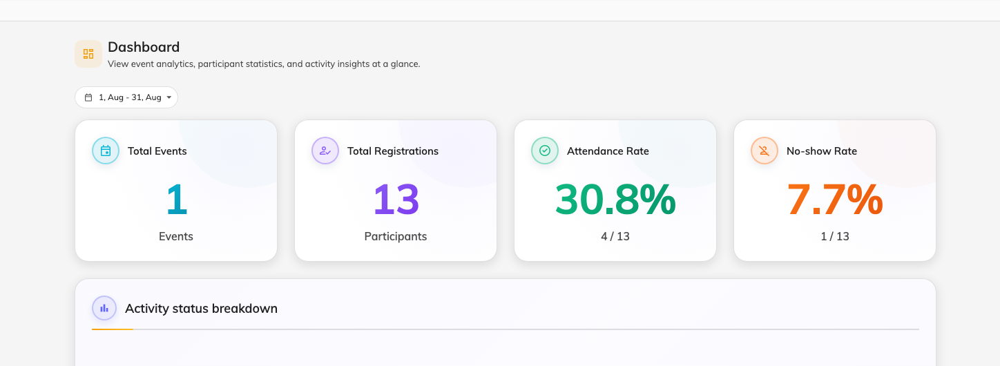 Dashboard
View event analytics, participant statistics, and activity insights at a glance.
1, Aug - 31, Aug
Total Events
1
Events
Total Registrations
13
Participants
Attendance Rate
30.8%
4 / 13
No-show Rate
7.7%
1 / 13
Activity status breakdown